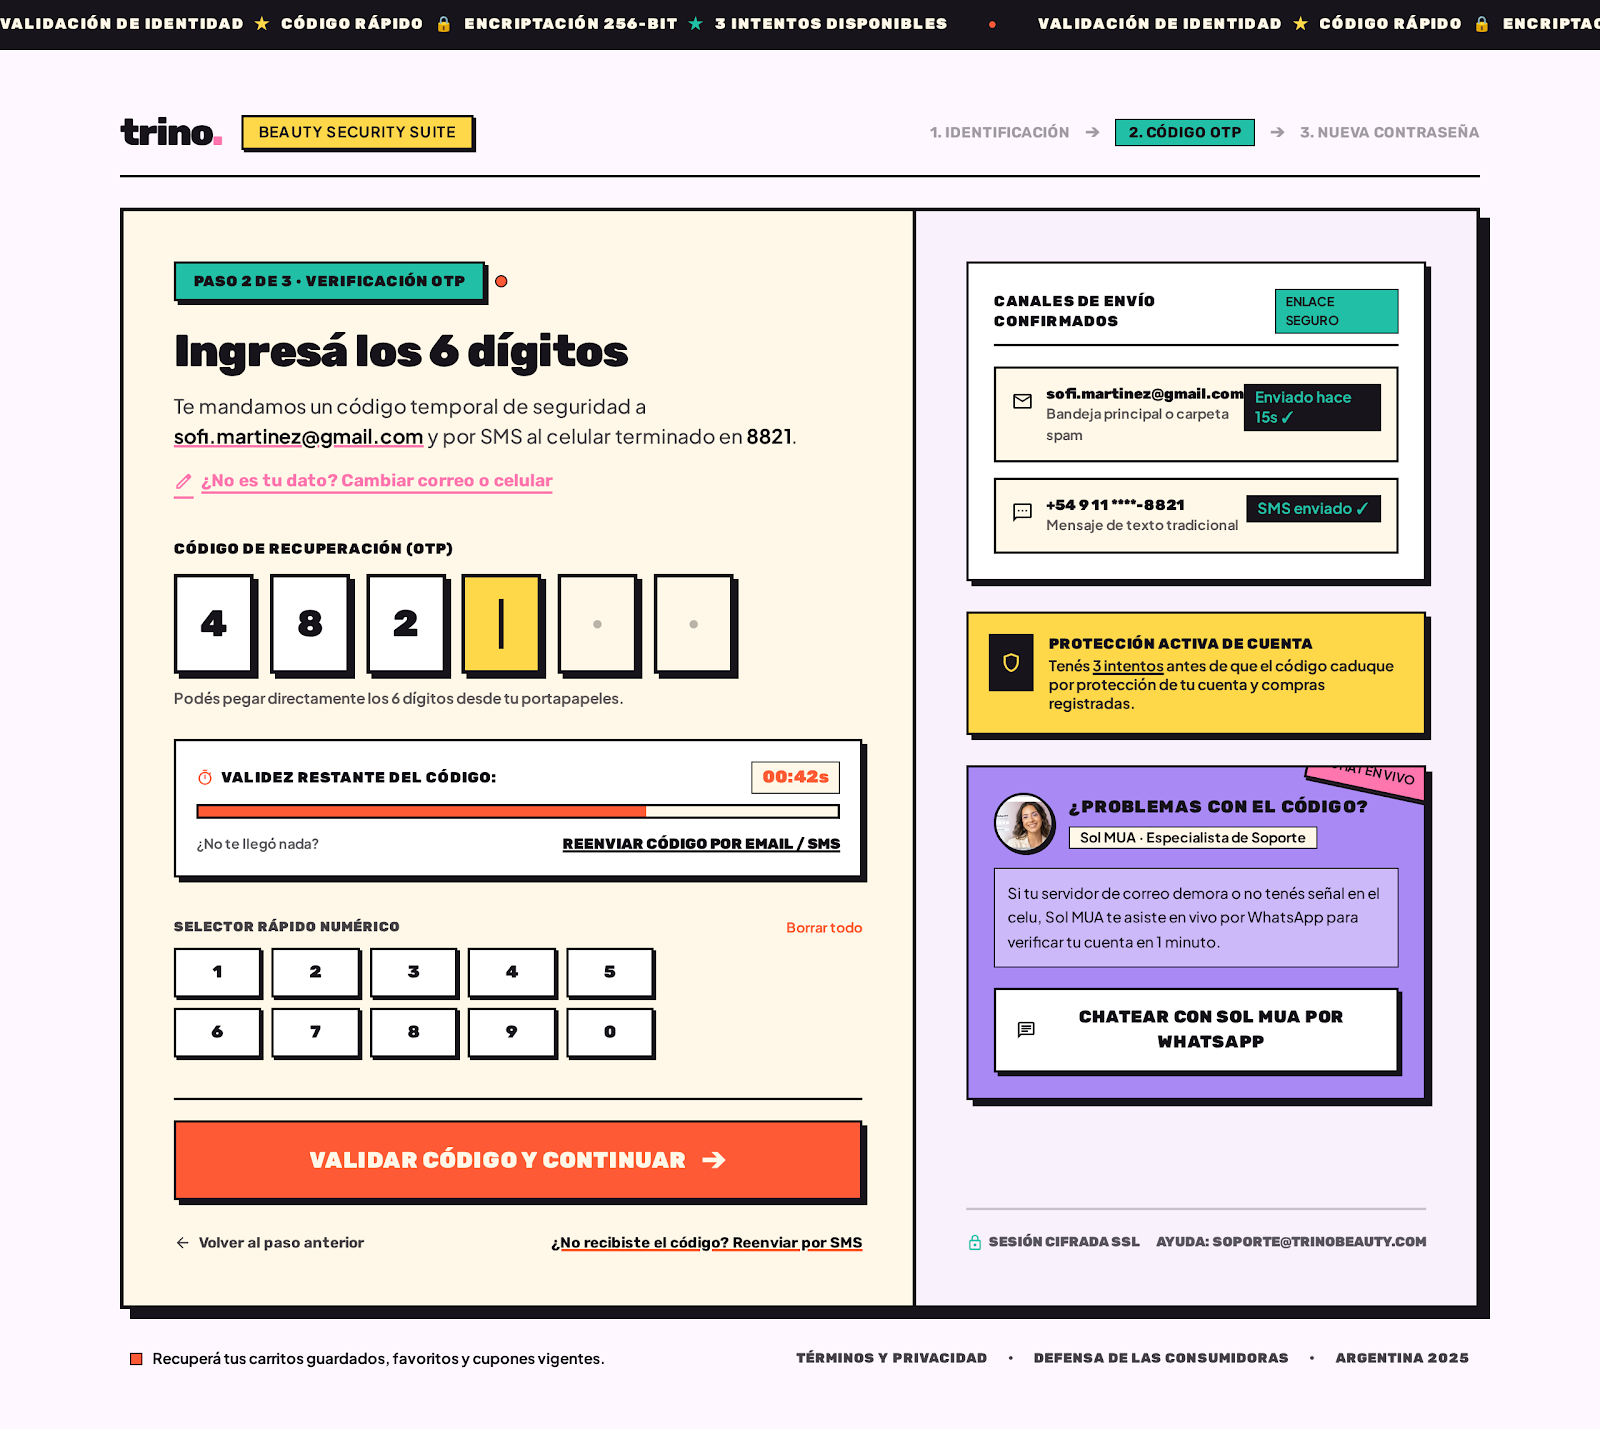 VALIDACIÓN DE IDENTIDAD ★ CÓDIGO RÁPIDO 🔒 ENCRIPTACIÓN 256-BIT ★ 3 INTENTOS DISPONIBLES • VALIDACIÓN DE IDENTIDAD ★ CÓDIGO RÁPIDO 🔒
trino. BEAUTY SECURITY SUITE
1. IDENTIFICACIÓN → 2. CÓDIGO OTP → 3. NUEVA CONTRASEÑA
PASO 2 DE 3 • VERIFICACIÓN OTP
Ingresá los 6 dígitos
Te mandamos un código temporal de seguridad a
sofi.martinez@gmail.com y por SMS al celular terminado en 8821.
¿No es tu dato? Cambiar correo o celular
CÓDIGO DE RECUPERACIÓN (OTP)
4 8 2 | • •
Podés pegar directamente los 6 dígitos desde tu portapapeles.
VALIDEZ RESTANTE DEL CÓDIGO: 00:42s
¿No te llegó nada? REENVIAR CÓDIGO POR EMAIL / SMS
SELECTOR RÁPIDO NUMÉRICO Borrar todo
1 2 3 4 5
6 7 8 9 0
VALIDAR CÓDIGO Y CONTINUAR →
← Volver al paso anterior ¿No recibiste el código? Reenviar por SMS
CANALES DE ENVÍO
CONFIRMADOS
ENLACE
SEGURO
sofi.martinez@gmail.com
Bandeja principal o carpeta
spam
Enviado hace
15s ✓
+54 9 11 ****-8821
Mensaje de texto tradicional
SMS enviado ✓
PROTECCIÓN ACTIVA DE CUENTA
Tenés 3 intentos antes de que el código caduque
por protección de tu cuenta y compras
registradas.
EN VIVO
¿PROBLEMAS CON EL CÓDIGO?
Sol MUA · Especialista de Soporte
Si tu servidor de correo demora o no tenés señal en el
celu, Sol MUA te asiste en vivo por WhatsApp para
verificar tu cuenta en 1 minuto.
CHATEAR CON SOL MUA POR
WHATSAPP
SESIÓN CIFRADA SSL AYUDA: SOPORTE@TRINOBEAUTY.COM
Recuperá tus carritos guardados, favoritos y cupones vigentes.
TÉRMINOS Y PRIVACIDAD • DEFENSA DE LAS CONSUMIDORAS • ARGENTINA 2025